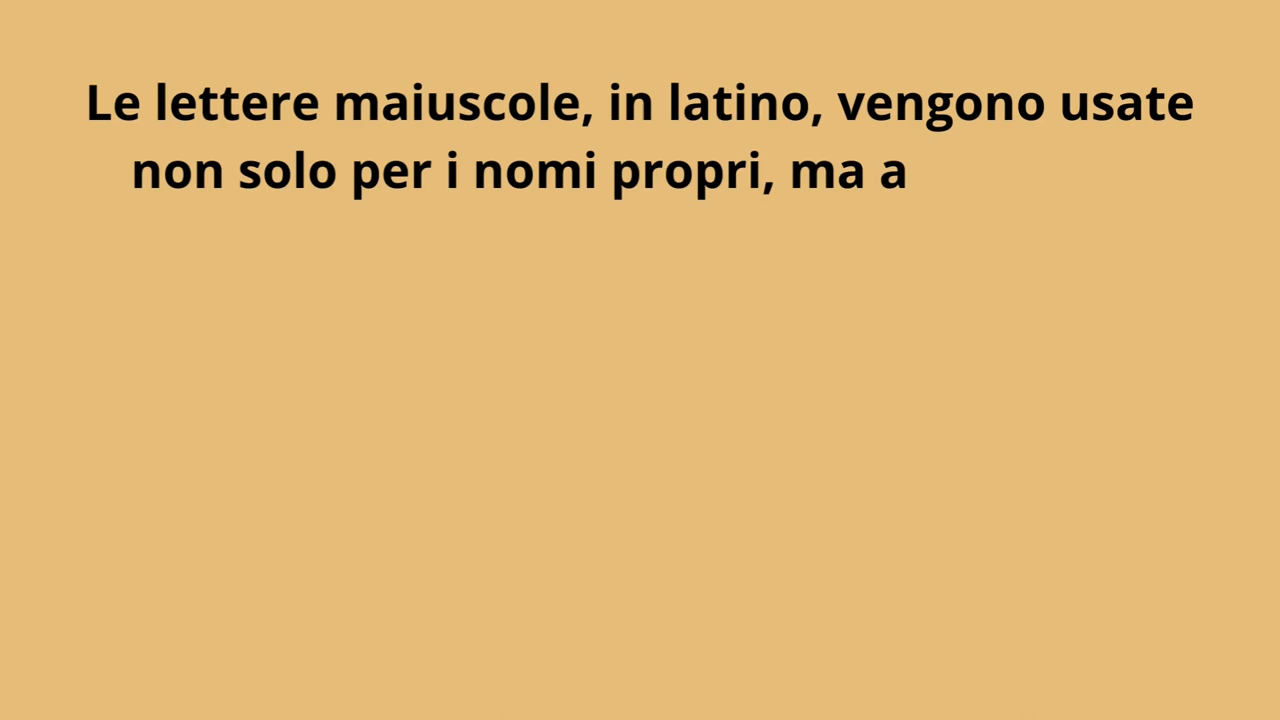 Le lettere maiuscole, in latino, vengono usate
non solo per i nomi propri, ma a